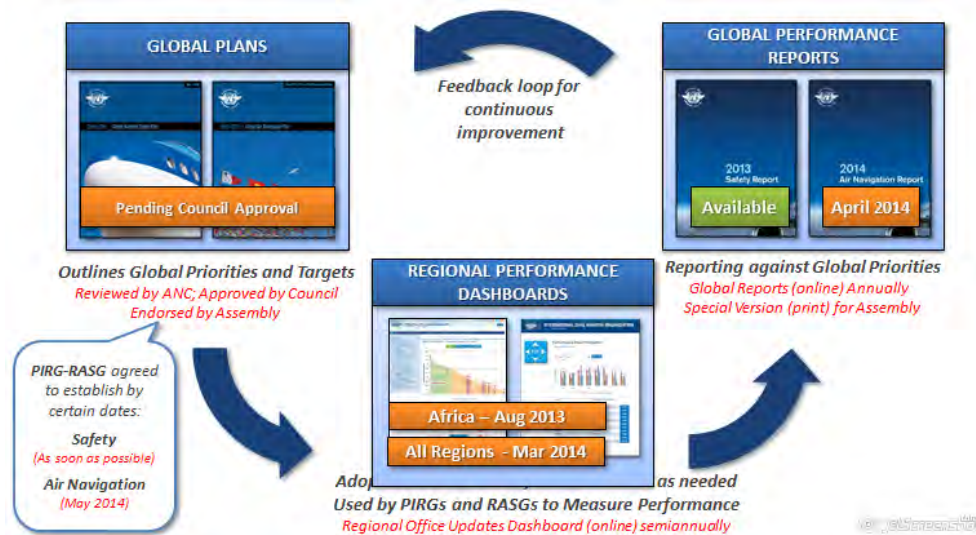 GLOBAL PLANS
Pending Council Approval
Outlines Global Priorities and Targets
Reviewed by ANC; Approved by Council
Endorsed by Assembly
Feedback loop for
continuous
improvement
GLOBAL PERFORMANCE
REPORTS
2013
Safety Report
2014
Air Navigation Report
Available
April 2014
Reporting against Global Priorities
Global Reports (online) Annually
Special Version (print) for Assembly
PIRG-RASG agreed
to establish by
certain dates:
Safety
(As soon as possible)
Air Navigation
(May 2014)
REGIONAL PERFORMANCE
DASHBOARDS
Africa – Aug 2013
All Regions - Mar 2014
as needed
Used by PIRGs and RASGs to Measure Performance
Regional Office Updates Dashboard (online) semiannually